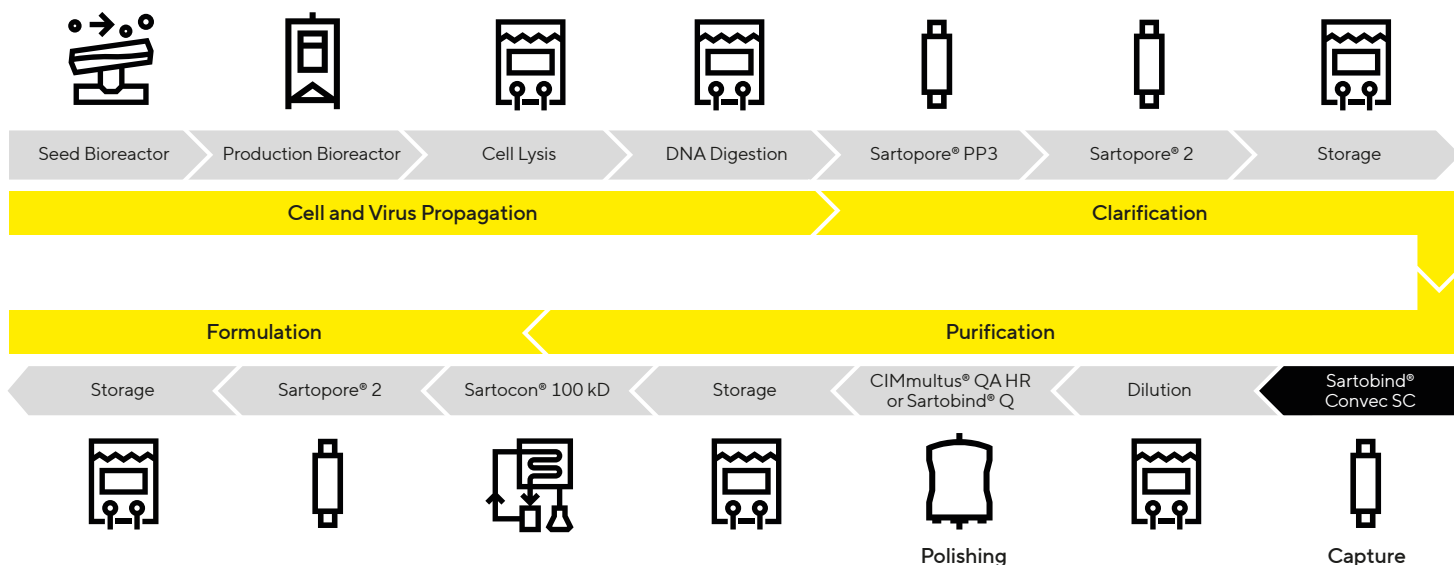 Seed Bioreactor
Production Bioreactor
Cell Lysis
DNA Digestion
Sartopore® PP3
Sartopore® 2
Storage
Cell and Virus Propagation
Clarification
Formulation
Purification
Storage
Sartopore® 2
Sartocon® 100 kD
Storage
CIMmultus® QA HR
or Sartobind® Q
Dilution
Sartobind®
Convec SC
Polishing
Capture